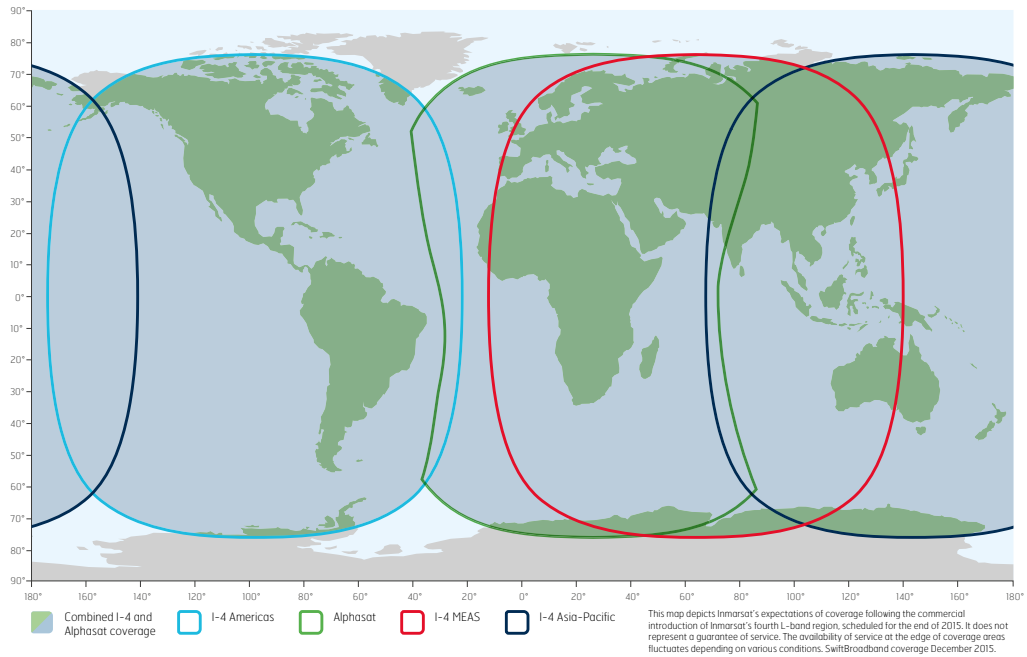 90°
80°
70°
60°
50°
40°
30°
20°
10°
0°
10°
20°
30°
40°
50°
60°
70°
80°
90°
180° 160° 140° 120° 100° 80° 60° 40° 20° 0° 20° 40° 60° 80° 100° 120° 140° 160° 180°
Combined I-4 and
Alphasat coverage
I-4 Americas
Alphasat
I-4 MEAS
I-4 Asia-Pacific
This map depicts Inmarsat's expectations of coverage following the commercial
introduction of Inmarsat's fourth L-band region, scheduled for the end of 2015. It does not
represent a guarantee of service. The availability of service at the edge of coverage areas
fluctuates depending on various conditions. SwiftBroadband coverage December 2015.